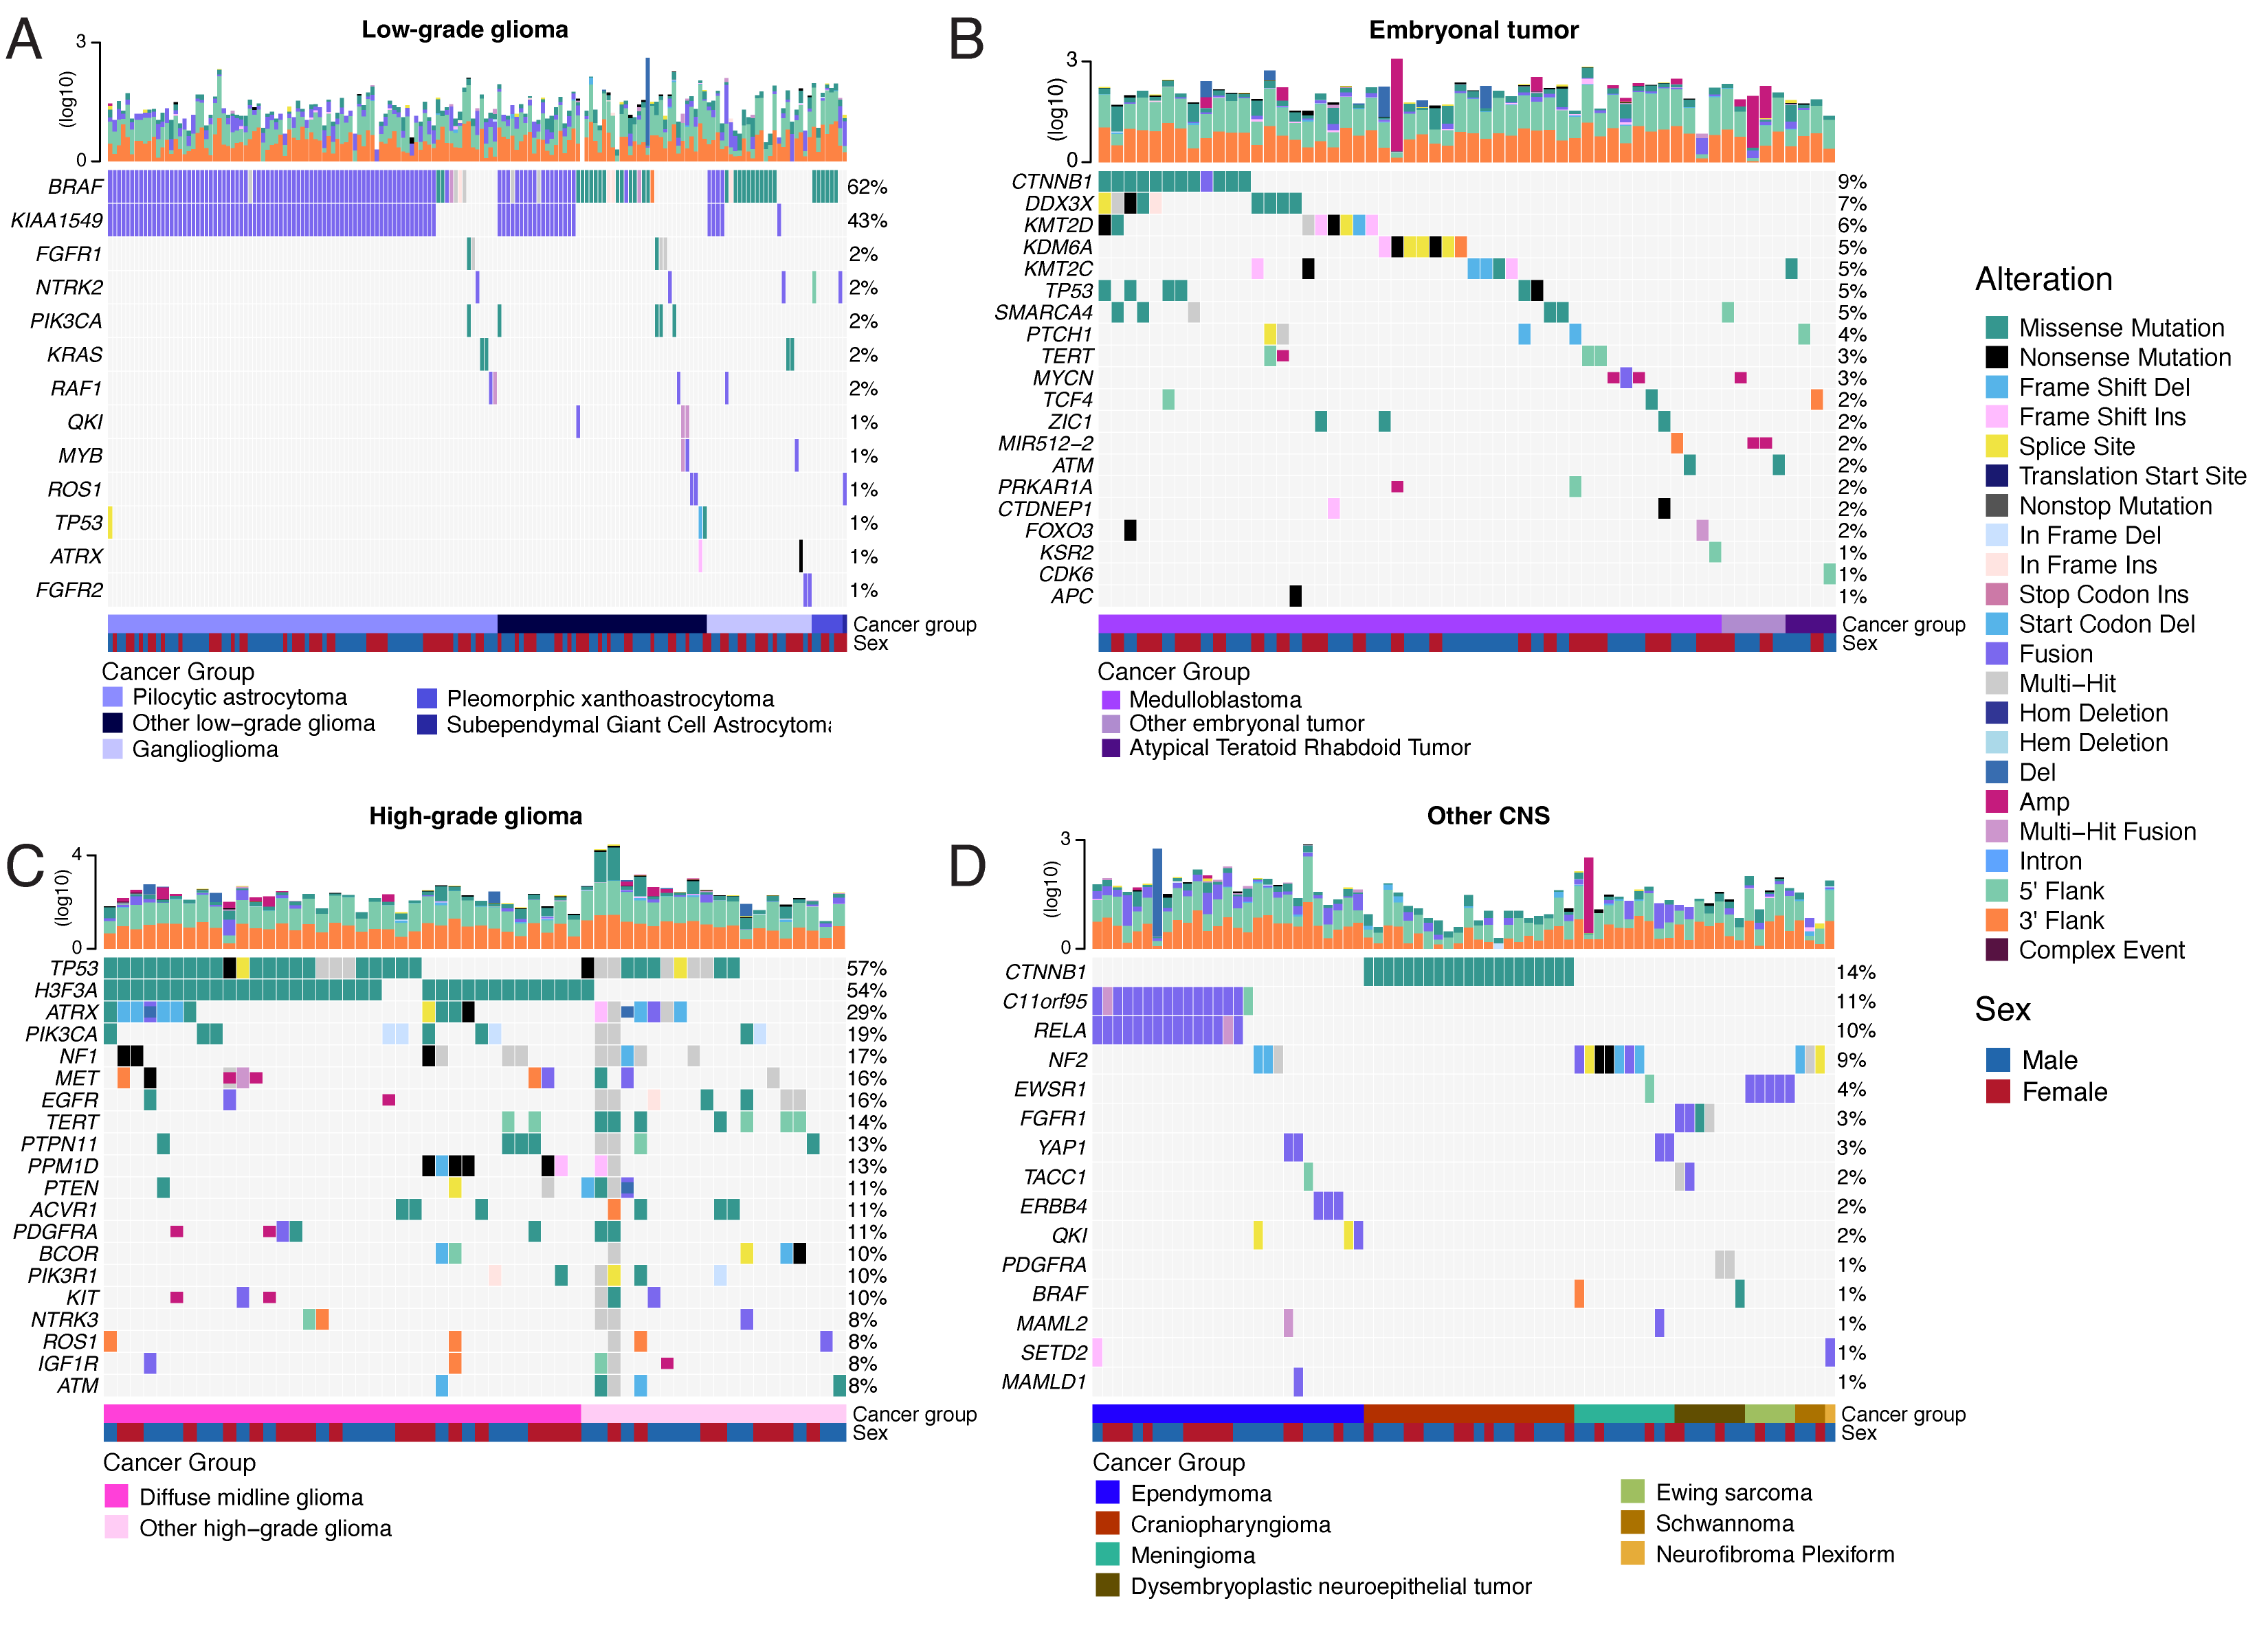 A
Low-grade glioma
3
(log10)
0
BRAF 62%
KIAA1549 43%
FGFR1 2%
NTRK2 2%
PIK3CA 2%
KRAS 2%
RAF1 2%
QKI 1%
MYB 1%
ROS1 1%
TP53 1%
ATRX 1%
FGFR2 1%
Cancer group
Sex
Cancer Group
Pilocytic astrocytoma
Other low−grade glioma
Ganglioglioma
Pleomorphic xanthoastrocytoma
Subependymal Giant Cell Astrocytoma
B
Embryonal tumor
3
(log10)
0
CTNNB1 9%
DDX3X 7%
KMT2D 6%
KDM6A 5%
KMT2C 5%
TP53 5%
SMARCA4 5%
PTCH1 4%
TERT 3%
MYCN 3%
TCF4 2%
ZIC1 2%
MIR512−2 2%
ATM 2%
PRKAR1A 2%
CTDNEP1 2%
FOXO3 2%
KSR2 1%
CDK6 1%
APC 1%
Cancer group
Sex
Cancer Group
Medulloblastoma
Other embryonal tumor
Atypical Teratoid Rhabdoid Tumor
C
High-grade glioma
4
(log10)
0
TP53 57%
H3F3A 54%
ATRX 29%
PIK3CA 19%
NF1 17%
MET 16%
EGFR 16%
TERT 14%
PTPN11 13%
PPM1D 13%
PTEN 11%
ACVR1 11%
PDGFRA 11%
BCOR 10%
PIK3R1 10%
KIT 10%
NTRK3 8%
ROS1 8%
IGF1R 8%
ATM 8%
Cancer group
Sex
Cancer Group
Diffuse midline glioma
Other high−grade glioma
D
Other CNS
3
(log10)
0
CTNNB1 14%
C11orf95 11%
RELA 10%
NF2 9%
EWSR1 4%
FGFR1 3%
YAP1 3%
TACC1 2%
ERBB4 2%
QKI 2%
PDGFRA 1%
BRAF 1%
MAML2 1%
SETD2 1%
MAMLD1 1%
Cancer group
Sex
Cancer Group
Ependymoma
Craniopharyngioma
Meningioma
Dysembryoplastic neuroepithelial tumor
Ewing sarcoma
Schwannoma
Neurofibroma Plexiform
Alteration
Missense Mutation
Nonsense Mutation
Frame Shift Del
Frame Shift Ins
Splice Site
Translation Start Site
Nonstop Mutation
In Frame Del
In Frame Ins
Stop Codon Ins
Start Codon Del
Fusion
Multi−Hit
Hom Deletion
Hem Deletion
Del
Amp
Multi−Hit Fusion
Intron
5' Flank
3' Flank
Complex Event
Sex
Male
Female